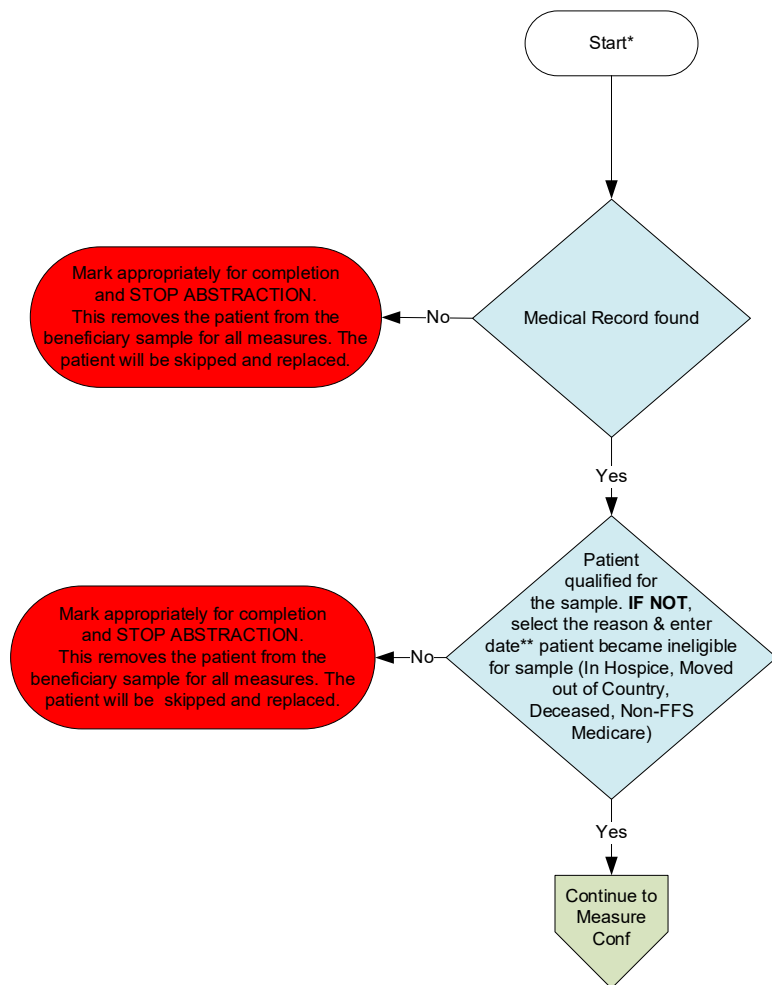 Start*
Medical Record found
No
Mark appropriately for completion
and STOP ABSTRACTION.
This removes the patient from the
beneficiary sample for all measures. The
patient will be skipped and replaced.
Yes
Patient
qualified for
the sample. IF NOT,
select the reason & enter
date** patient became ineligible
for sample (In Hospice, Moved
out of Country,
Deceased, Non-FFS
Medicare)
No
Mark appropriately for completion
and STOP ABSTRACTION.
This removes the patient from the
beneficiary sample for all measures. The
patient will be  skipped and replaced.
Yes
Continue to
Measure
Conf